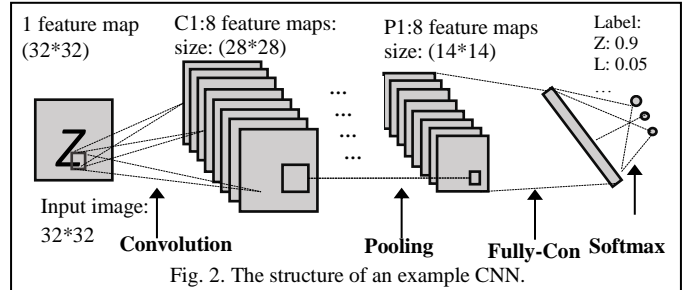 1 feature map
(32*32)
C1:8 feature maps:
size: (28*28)
P1:8 feature maps
size: (14*14)
Label:
Z: 0.9
L: 0.05
…
...
...
...
...
Z
Input image:
32*32
Convolution
Pooling
Fully-Con
Softmax
Fig. 2. The structure of an example CNN.